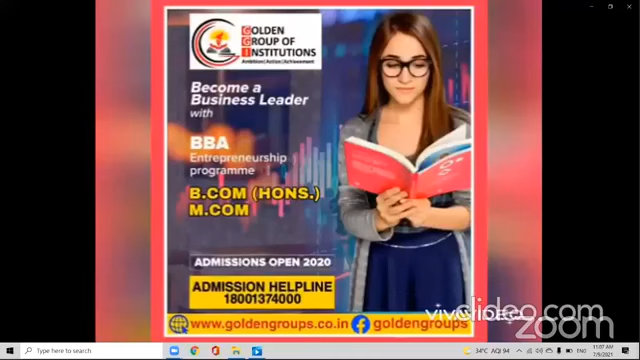 GOLDEN
GROUP OF
INSTITUTIONS
Ambition|Action|Achievement
Become a
Business Leader
with
BBA
Entrepreneurship
programme
B.COM (HONS.)
M.COM
ADMISSIONS OPEN 2020
ADMISSION HELPLINE
18001374000
www.goldengroups.co.in goldengroups
clideo.com
zoom
Type here to search
34°C AQI 94
ENG
11:07 AM
7/9/2021